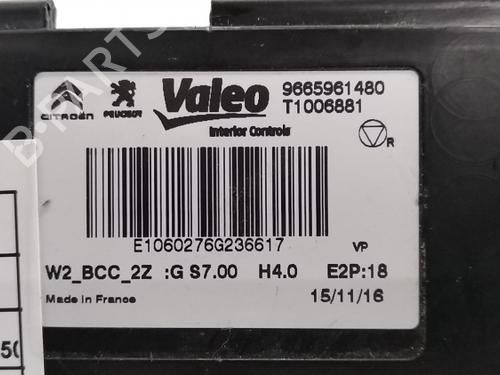 CITROËN PEUGEOT Valeo 9665961480
T1006881
Interior Controls
R
E1060276G236617
VP
W2_BCC_2Z :G S7.00 H4.0 E2P:18
Made in France 15/11/16